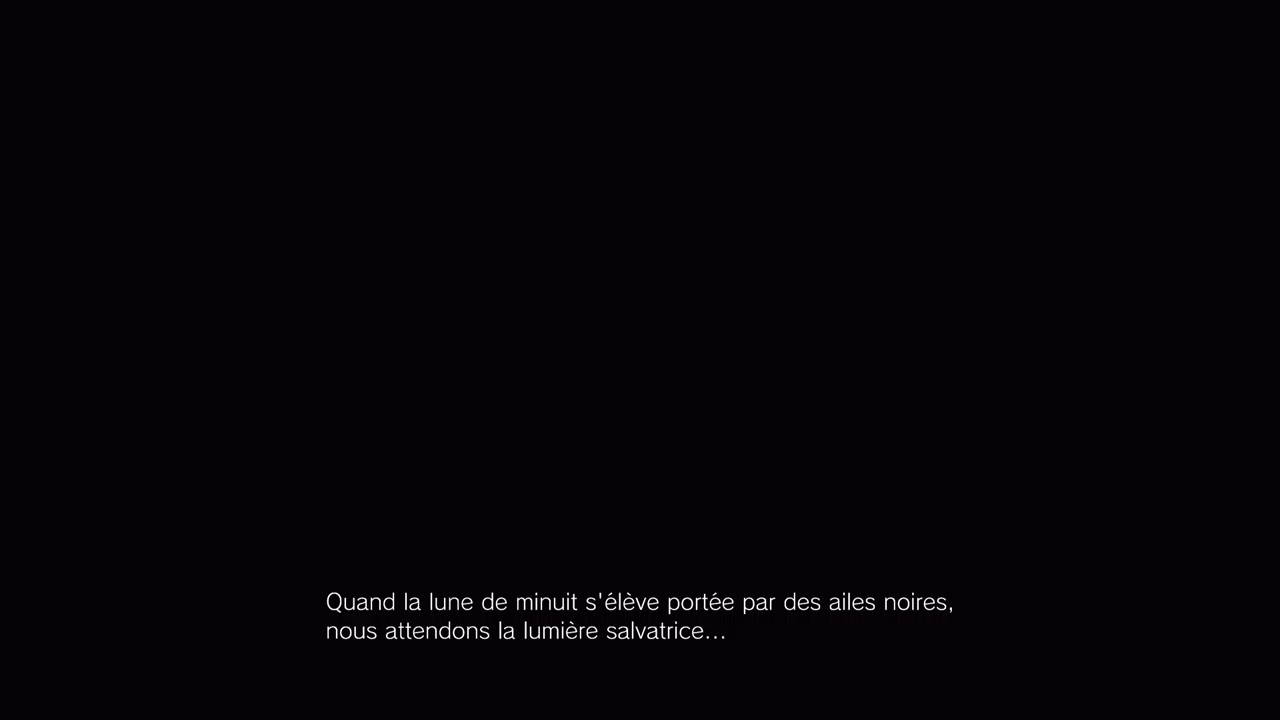 Quand la lune de minuit s'élève portée par des ailes noires,
nous attendons la lumière salvatrice...